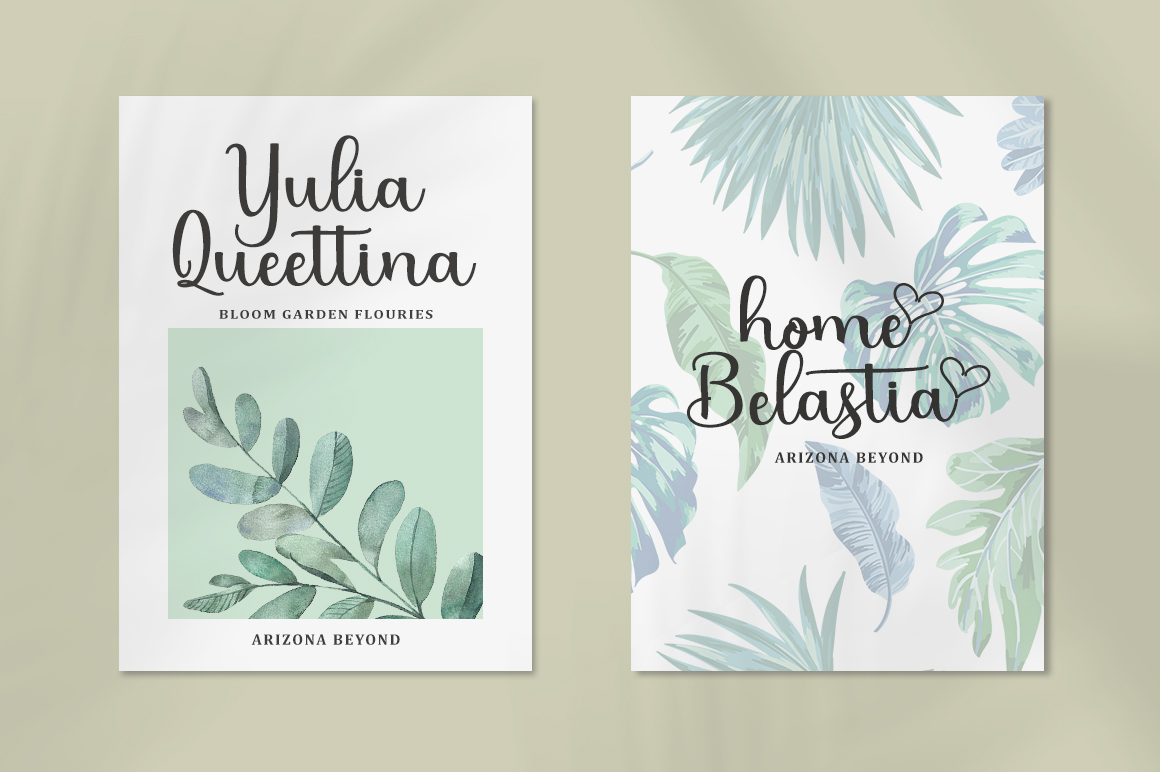 Yulia
Queettina
BLOOM GARDEN FLOURIES
ARIZONA BEYOND
home
Belastia
ARIZONA BEYOND